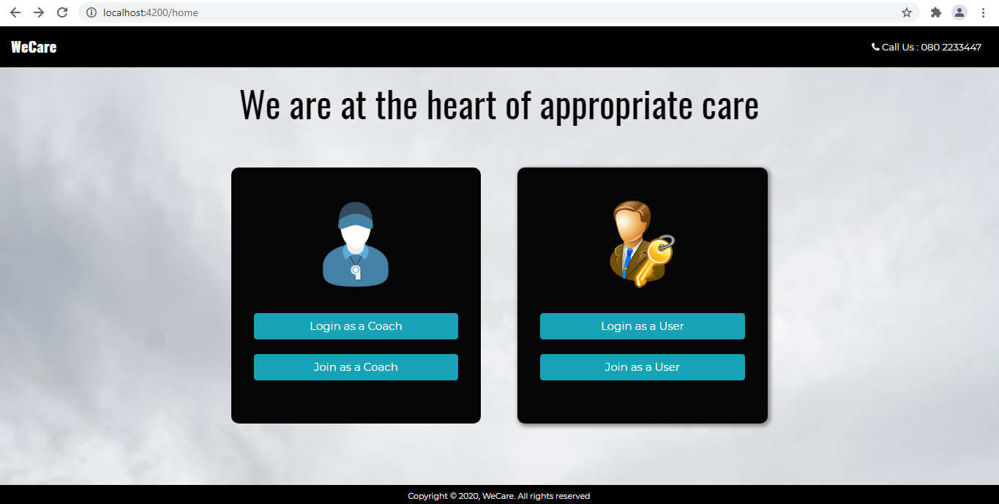 localhost:4200/home
WeCare
Call Us : 080 2233447
We are at the heart of appropriate care
Login as a Coach
Join as a Coach
Login as a User
Join as a User
Copyright © 2020, WeCare. All rights reserved